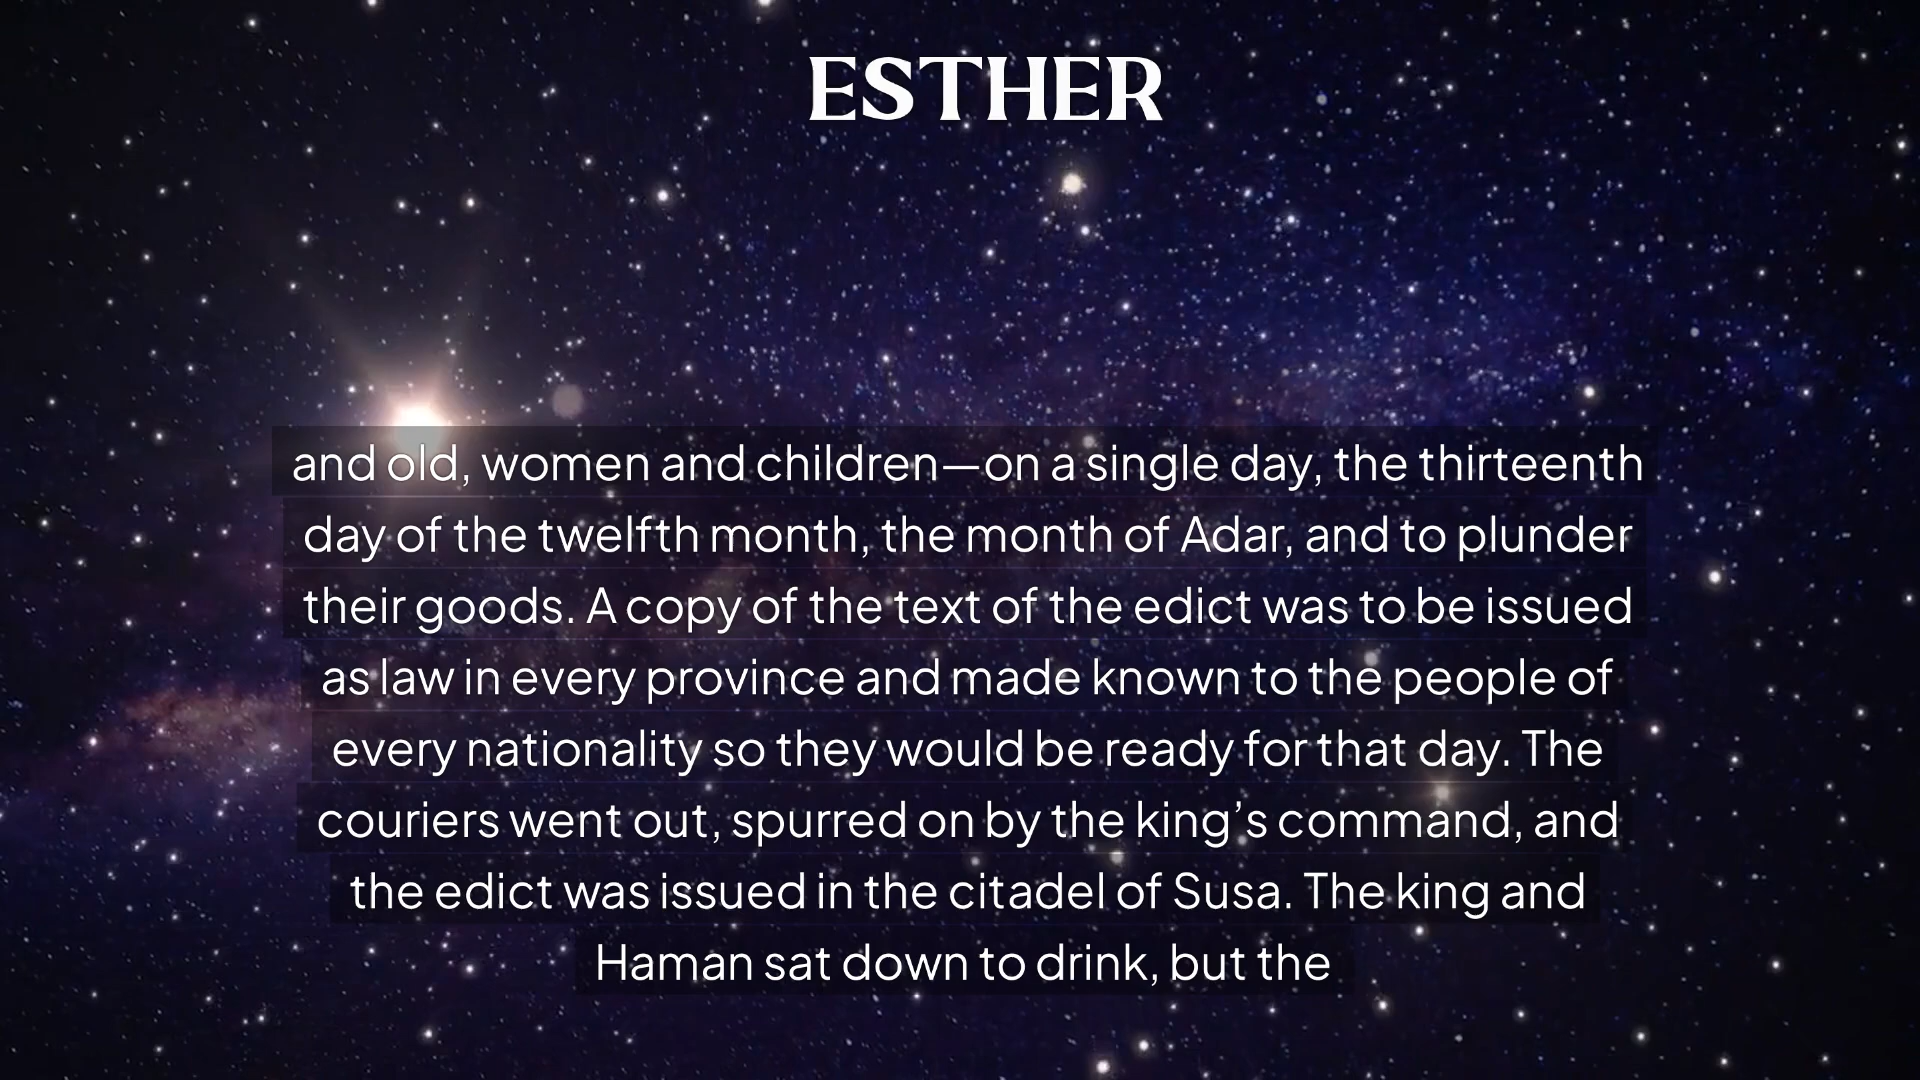 ESTHER
and old, women and children—on a single day, the thirteenth
day of the twelfth month, the month of Adar, and to plunder
their goods. A copy of the text of the edict was to be issued
as law in every province and made known to the people of
every nationality so they would be ready for that day. The
couriers went out, spurred on by the king’s command, and
the edict was issued in the citadel of Susa. The king and
Haman sat down to drink, but the